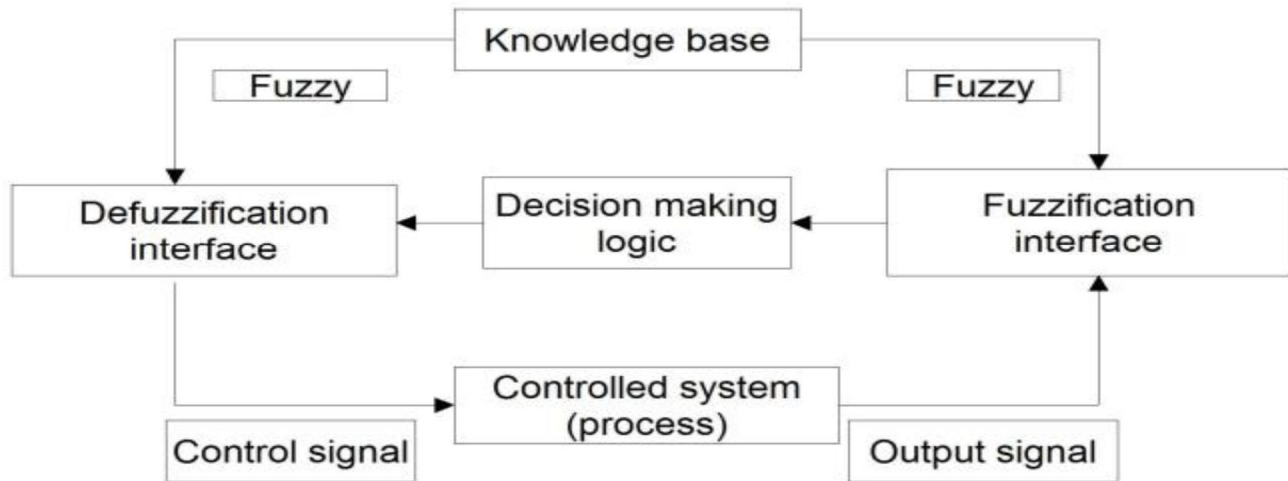 Knowledge base
Fuzzy
Fuzzy
Defuzzification
interface
Decision making
logic
Fuzzification
interface
Controlled system
(process)
Control signal
Output signal